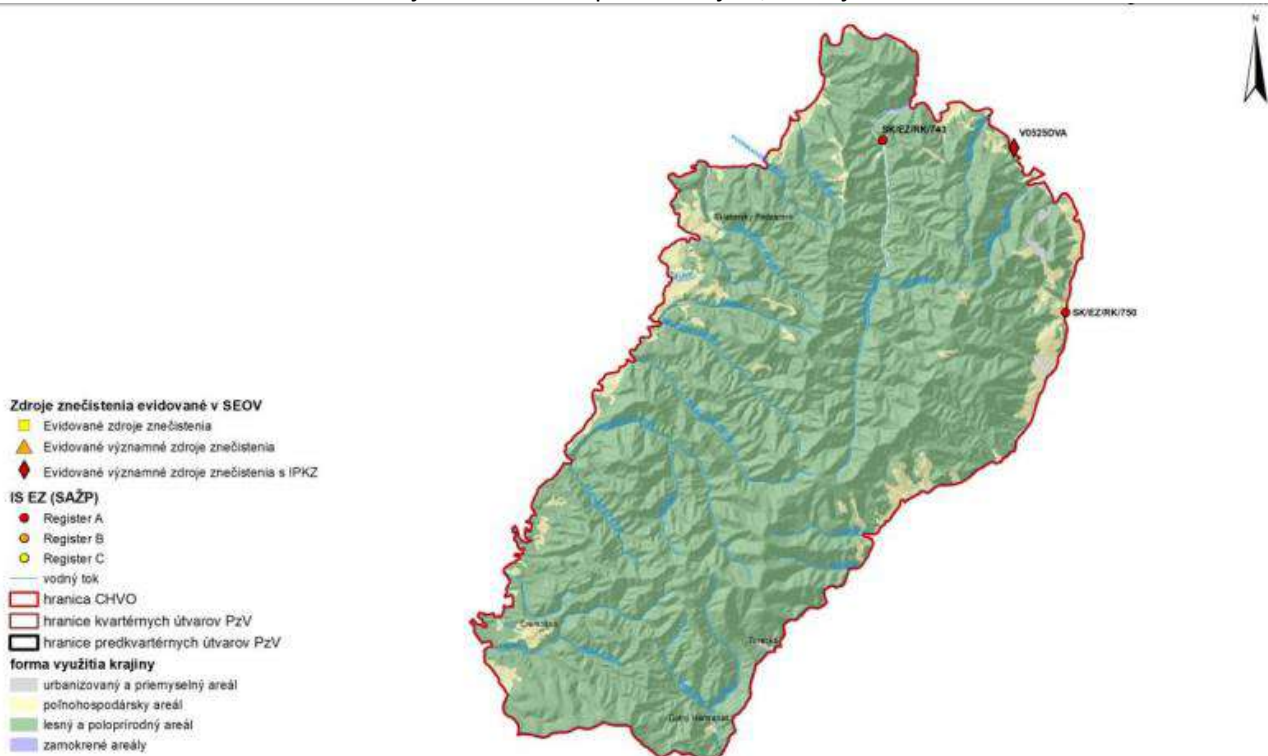 N
SK/EZ/RK/743
V0525DVA
SK/EZ/RK/750
Zdroje znečistenia evidované v SEOV
Evidované zdroje znečistenia
Evidované významné zdroje znečistenia
Evidované významné zdroje znečistenia s IPKZ
IS EZ (SAŽP)
Register A
Register B
Register C
vodný tok
hranica CHVO
hranice kvartérnych útvarov PzV
hranice predkvartérnych útvarov PzV
forma využitia krajiny
urbanizovaný a priemyselný areál
poľnohospodársky areál
lesný a poloprírodný areál
zamokrené areály